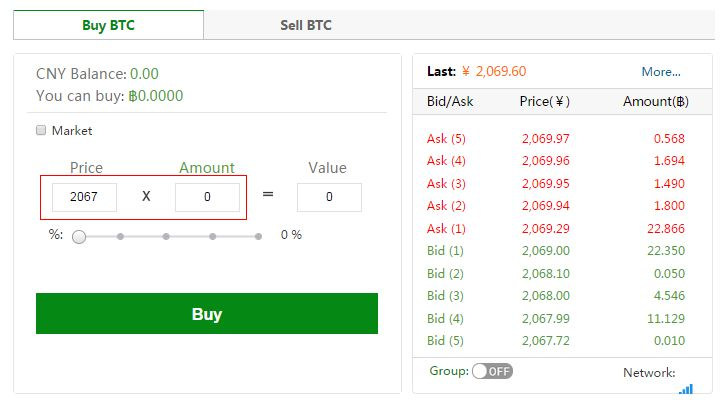 Buy BTC Sell BTC
CNY Balance: 0.00
You can buy: ฿0.0000
Market
Price Amount Value
2067 X 0 = 0
%: 0 %
Buy
Last: ¥ 2,069.60 More...
Bid/Ask Price(¥) Amount(฿)
Ask (5) 2,069.97 0.568
Ask (4) 2,069.96 1.694
Ask (3) 2,069.95 1.490
Ask (2) 2,069.94 1.800
Ask (1) 2,069.29 22.866
Bid (1) 2,069.00 22.350
Bid (2) 2,068.10 0.050
Bid (3) 2,068.00 4.546
Bid (4) 2,067.99 11.129
Bid (5) 2,067.72 0.010
Group: OFF Network: